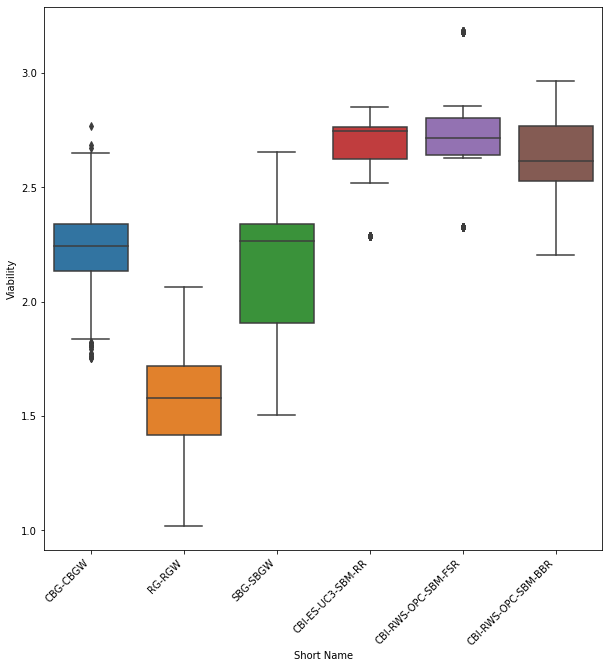 3.0
2.5
2.0
1.5
1.0
Viability
CBG-CBGW
RG-RGW
SBG-SBGW
CBI-ES-UC3-SBM-RR
CBI-RWS-OPC-SBM-FSR
CBI-RWS-OPC-SBM-BBR
Short Name